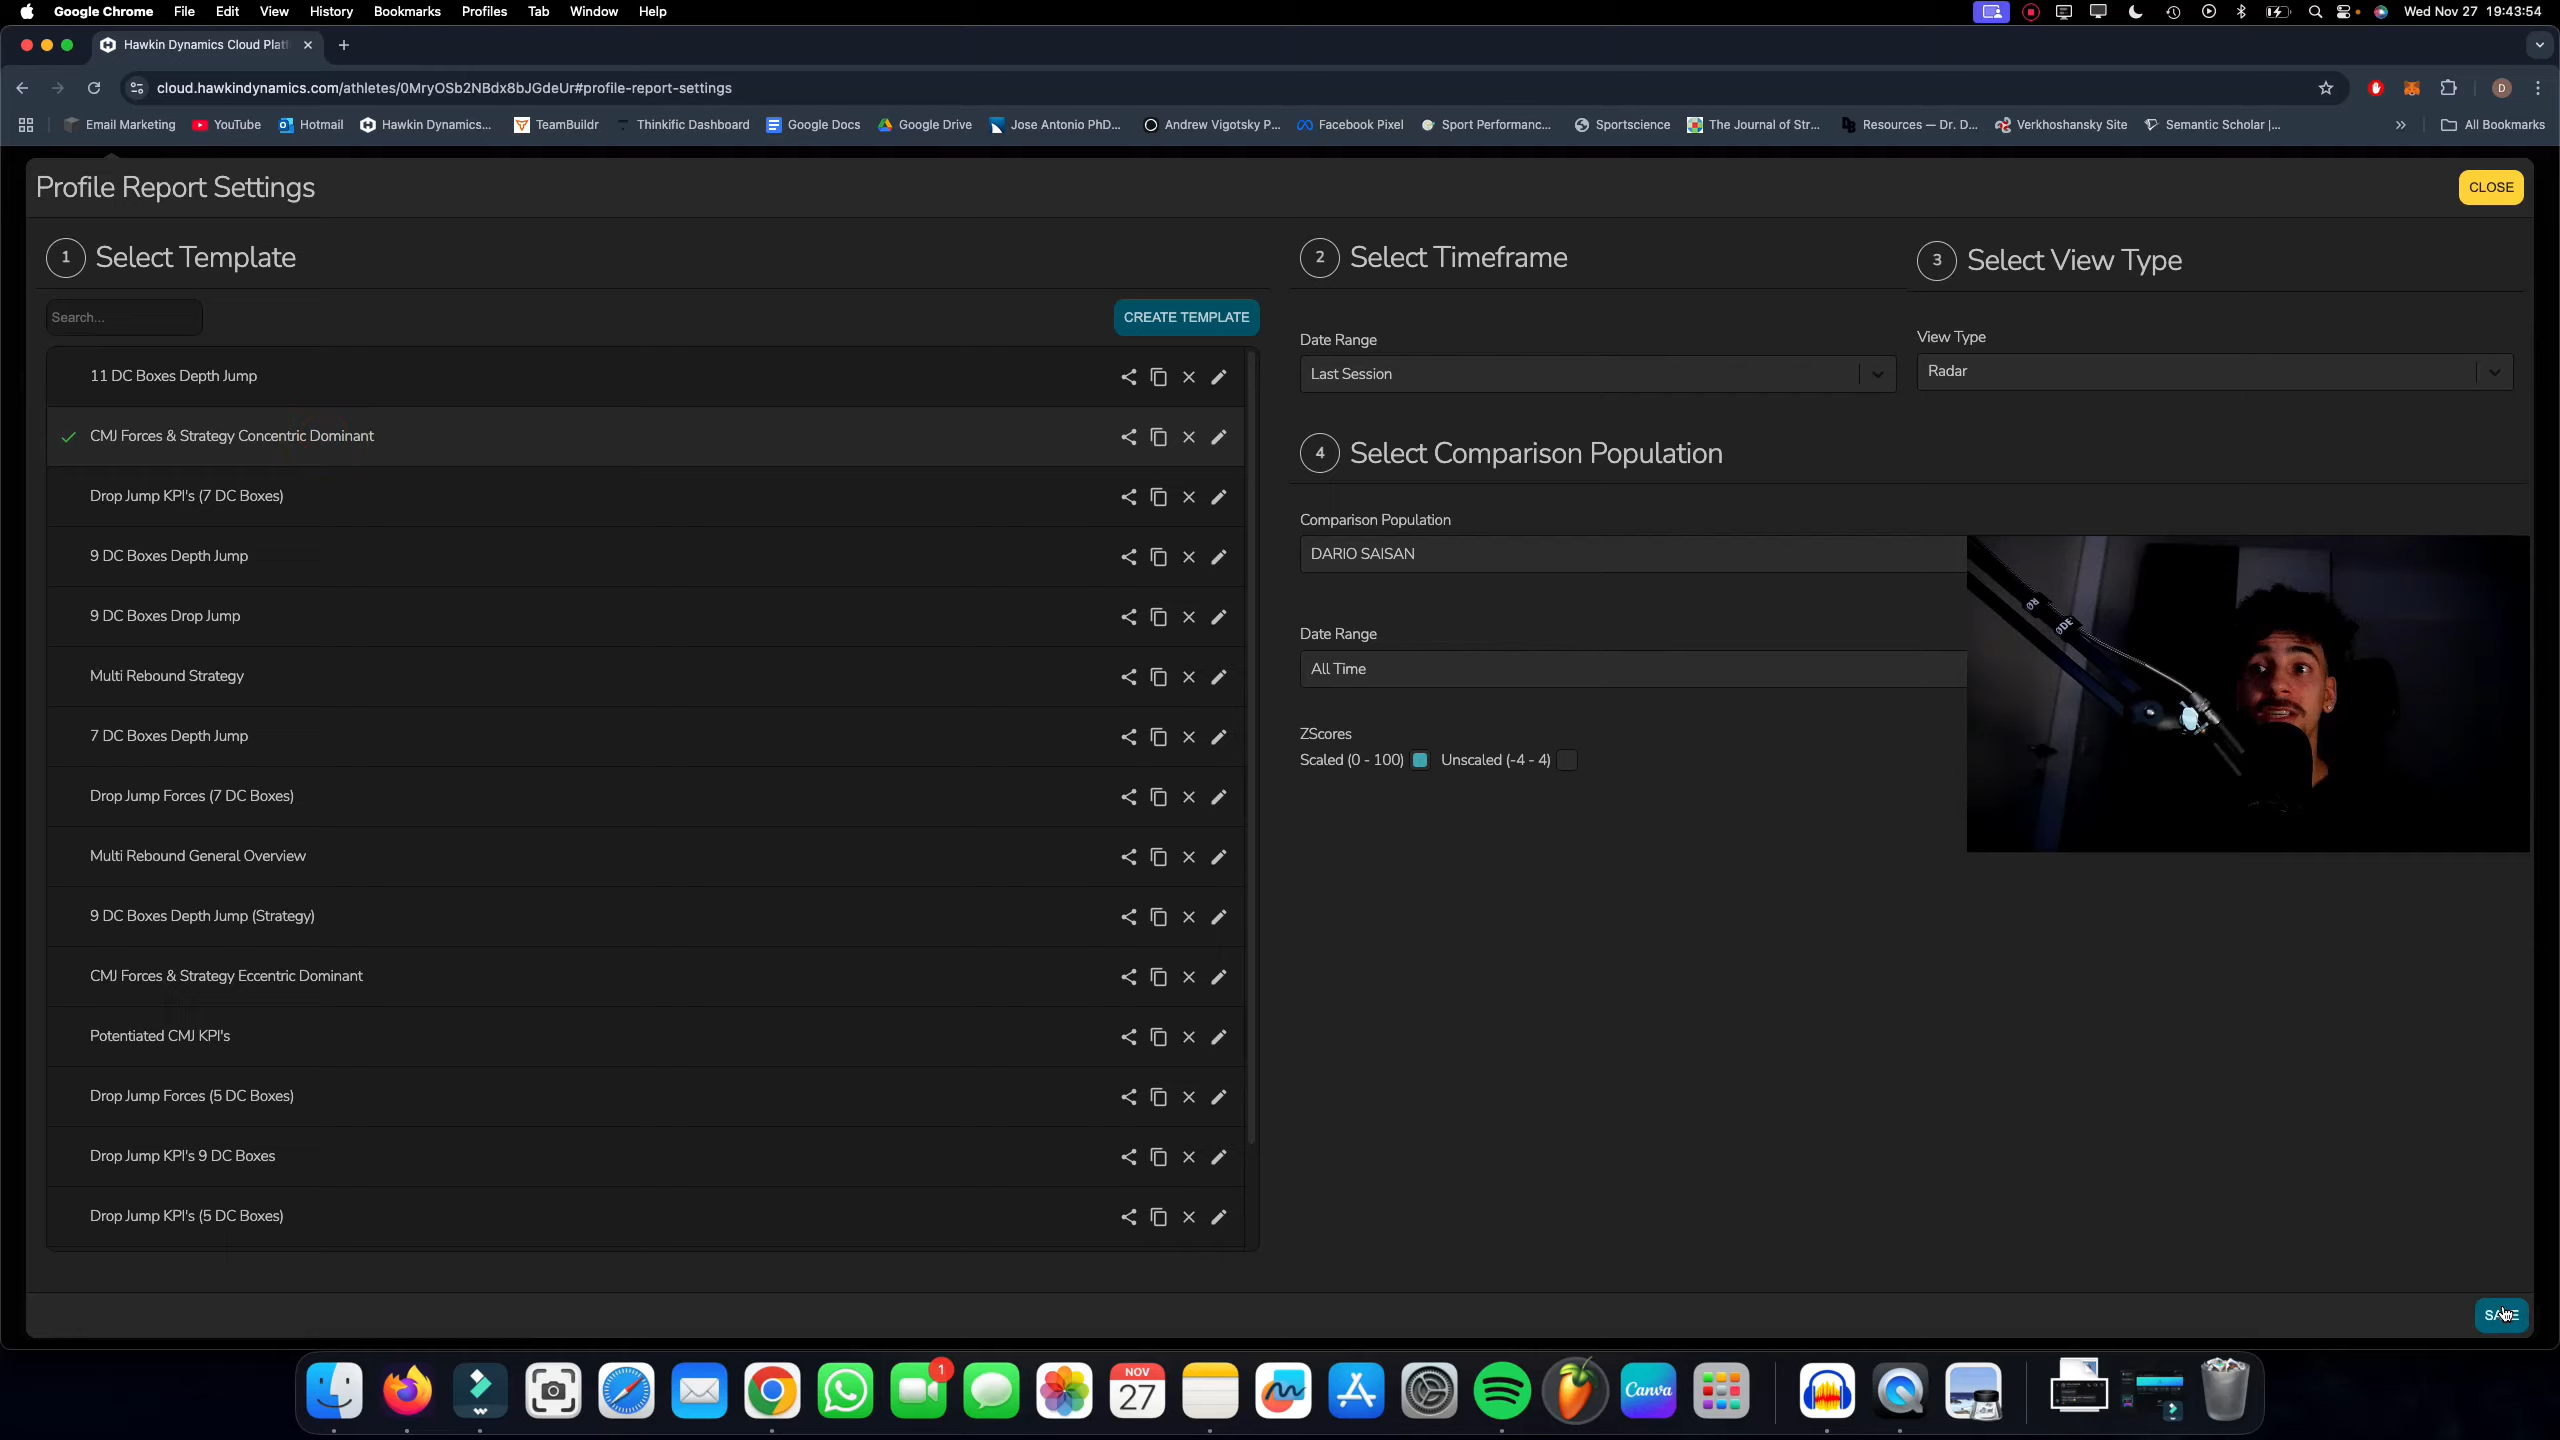 Google Chrome File Edit View History Bookmarks Profiles Tab Window Help Wed Nov 27 19:43:54
Hawkin Dynamics Cloud Platf
cloud.hawkindynamics.com/athletes/0MryOSb2NBdx8bJGdeUr#profile-report-settings D
Email Marketing YouTube Hotmail Hawkin Dynamics... TeamBuildr Thinkific Dashboard Google Docs Google Drive Jose Antonio PhD... Andrew Vigotsky P... Facebook Pixel Sport Performanc... Sportscience The Journal of Str... Resources — Dr. D... Verkhoshansky Site Semantic Scholar |... » All Bookmarks
Profile Report Settings CLOSE
1 Select Template
Search... CREATE TEMPLATE
11 DC Boxes Depth Jump
CMJ Forces & Strategy Concentric Dominant
Drop Jump KPI's (7 DC Boxes)
9 DC Boxes Depth Jump
9 DC Boxes Drop Jump
Multi Rebound Strategy
7 DC Boxes Depth Jump
Drop Jump Forces (7 DC Boxes)
Multi Rebound General Overview
9 DC Boxes Depth Jump (Strategy)
CMJ Forces & Strategy Eccentric Dominant
Potentiated CMJ KPI's
Drop Jump Forces (5 DC Boxes)
Drop Jump KPI's 9 DC Boxes
Drop Jump KPI's (5 DC Boxes)
2 Select Timeframe
Date Range
Last Session
3 Select View Type
View Type
Radar
4 Select Comparison Population
Comparison Population
DARIO SAISAN
Date Range
All Time
ZScores
Scaled (0 - 100) Unscaled (-4 - 4)
SAVE
1
NOV
27
Canva